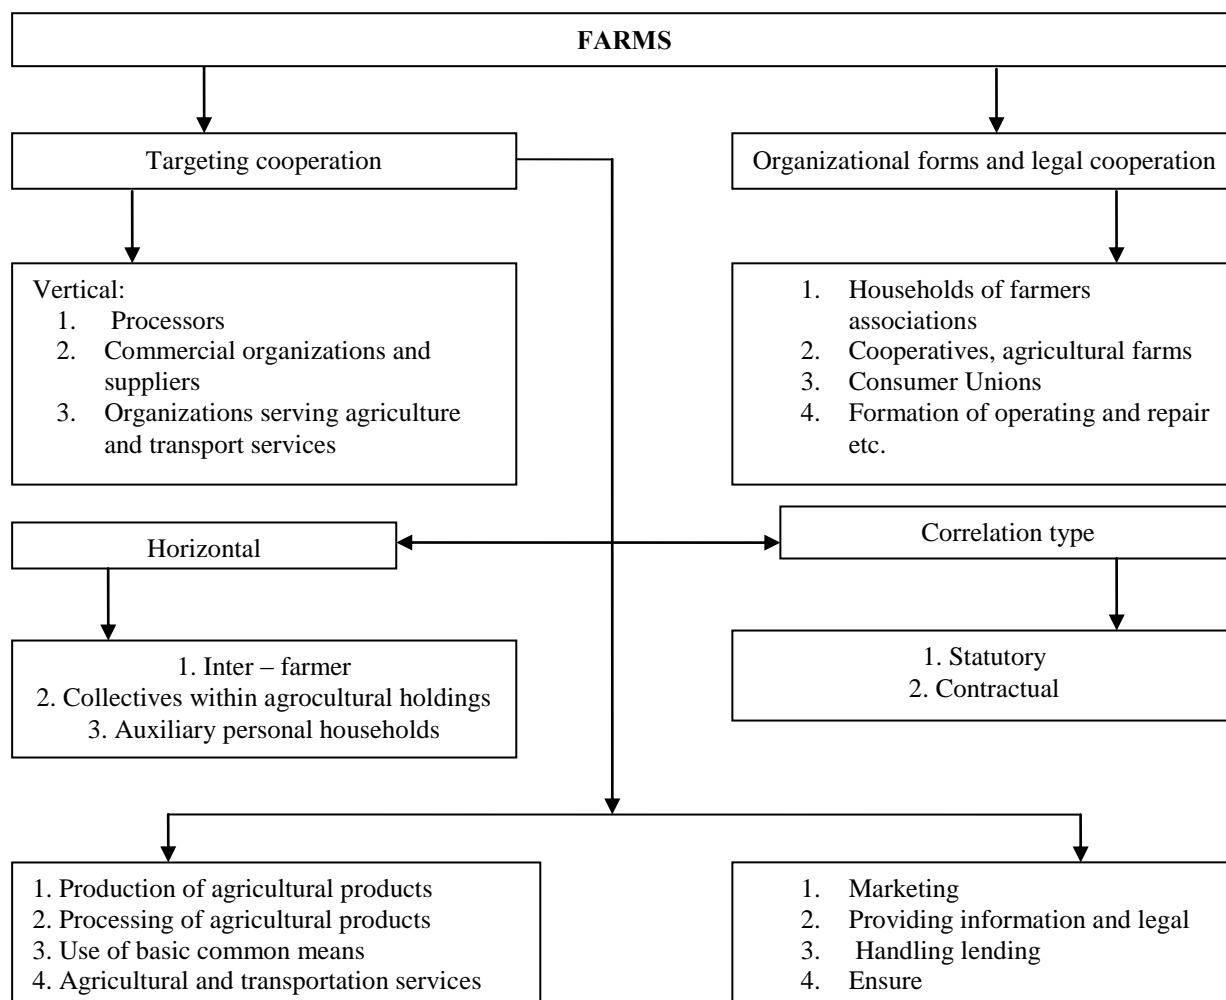 FARMS
Targeting cooperation
Organizational forms and legal cooperation
Vertical:
1. Processors
2. Commercial organizations and
suppliers
3. Organizations serving agriculture
and transport services
1. Households of farmers
associations
2. Cooperatives, agricultural farms
3. Consumer Unions
4. Formation of operating and repair
etc.
Horizontal
Correlation type
1. Inter – farmer
2. Collectives within agrocultural holdings
3. Auxiliary personal households
1. Statutory
2. Contractual
1. Production of agricultural products
2. Processing of agricultural products
3. Use of basic common means
4. Agricultural and transportation services
1. Marketing
2. Providing information and legal
3. Handling lending
4. Ensure